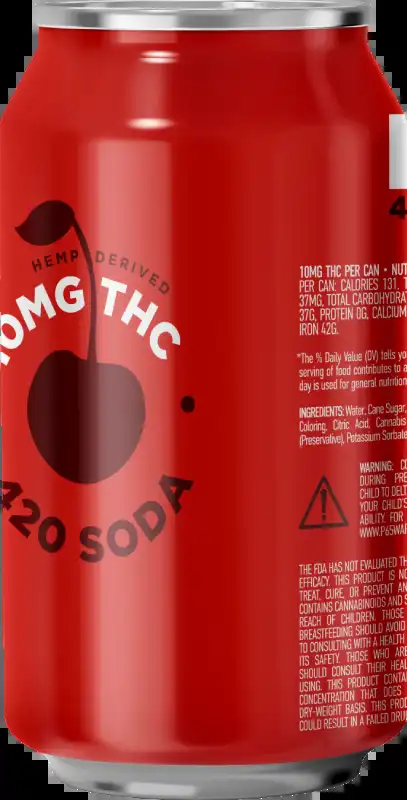 HEMP DERIVED
10MG THC
420 SODA
4
10MG THC PER CAN • NUT
PER CAN: CALORIES 131, T
37MG, TOTAL CARBOHYDRA
37G, PROTEIN 0G, CALCIUM
IRON 42G.
*The % Daily Value (DV) tells you
serving of food contributes to a
day is used for general nutrition
INGREDIENTS: Water, Cane Sugar,
Coloring, Citric Acid, Cannabis
(Preservative), Potassium Sorbate
WARNING: CO
DURING PRE
CHILD TO DELT
YOUR CHILD'S
ABILITY. FOR
WWW.P65WAR
THE FDA HAS NOT EVALUATED TH
EFFICACY. THIS PRODUCT IS NO
TREAT, CURE, OR PREVENT AN
CONTAINS CANNABINOIDS AND S
REACH OF CHILDREN. THOSE
BREASTFEEDING SHOULD AVOID
TO CONSULTING WITH A HEALTH
ITS SAFETY. THOSE WHO ARE
SHOULD CONSULT THEIR HEAL
USING. THIS PRODUCT CONTAI
CONCENTRATION THAT DOES
DRY-WEIGHT BASIS. THIS PROD
COULD RESULT IN A FAILED DRU